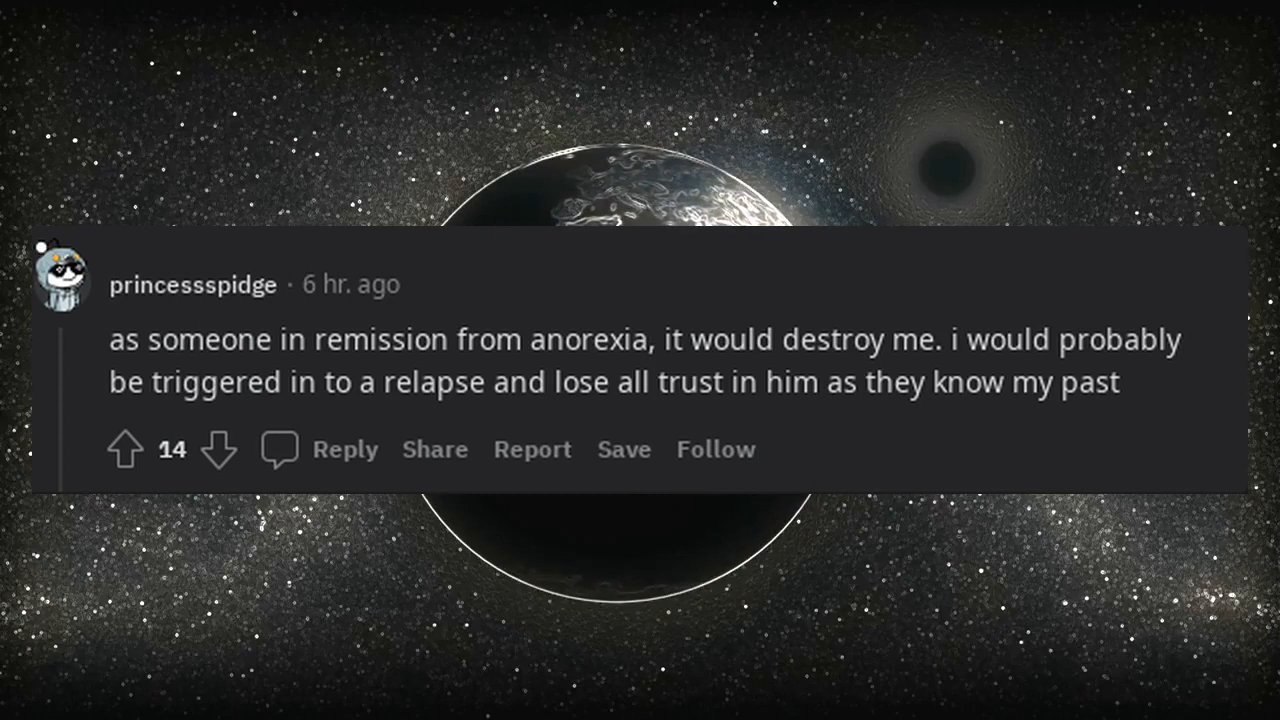 princessspidge · 6 hr. ago
as someone in remission from anorexia, it would destroy me. i would probably
be triggered in to a relapse and lose all trust in him as they know my past
14 Reply Share Report Save Follow